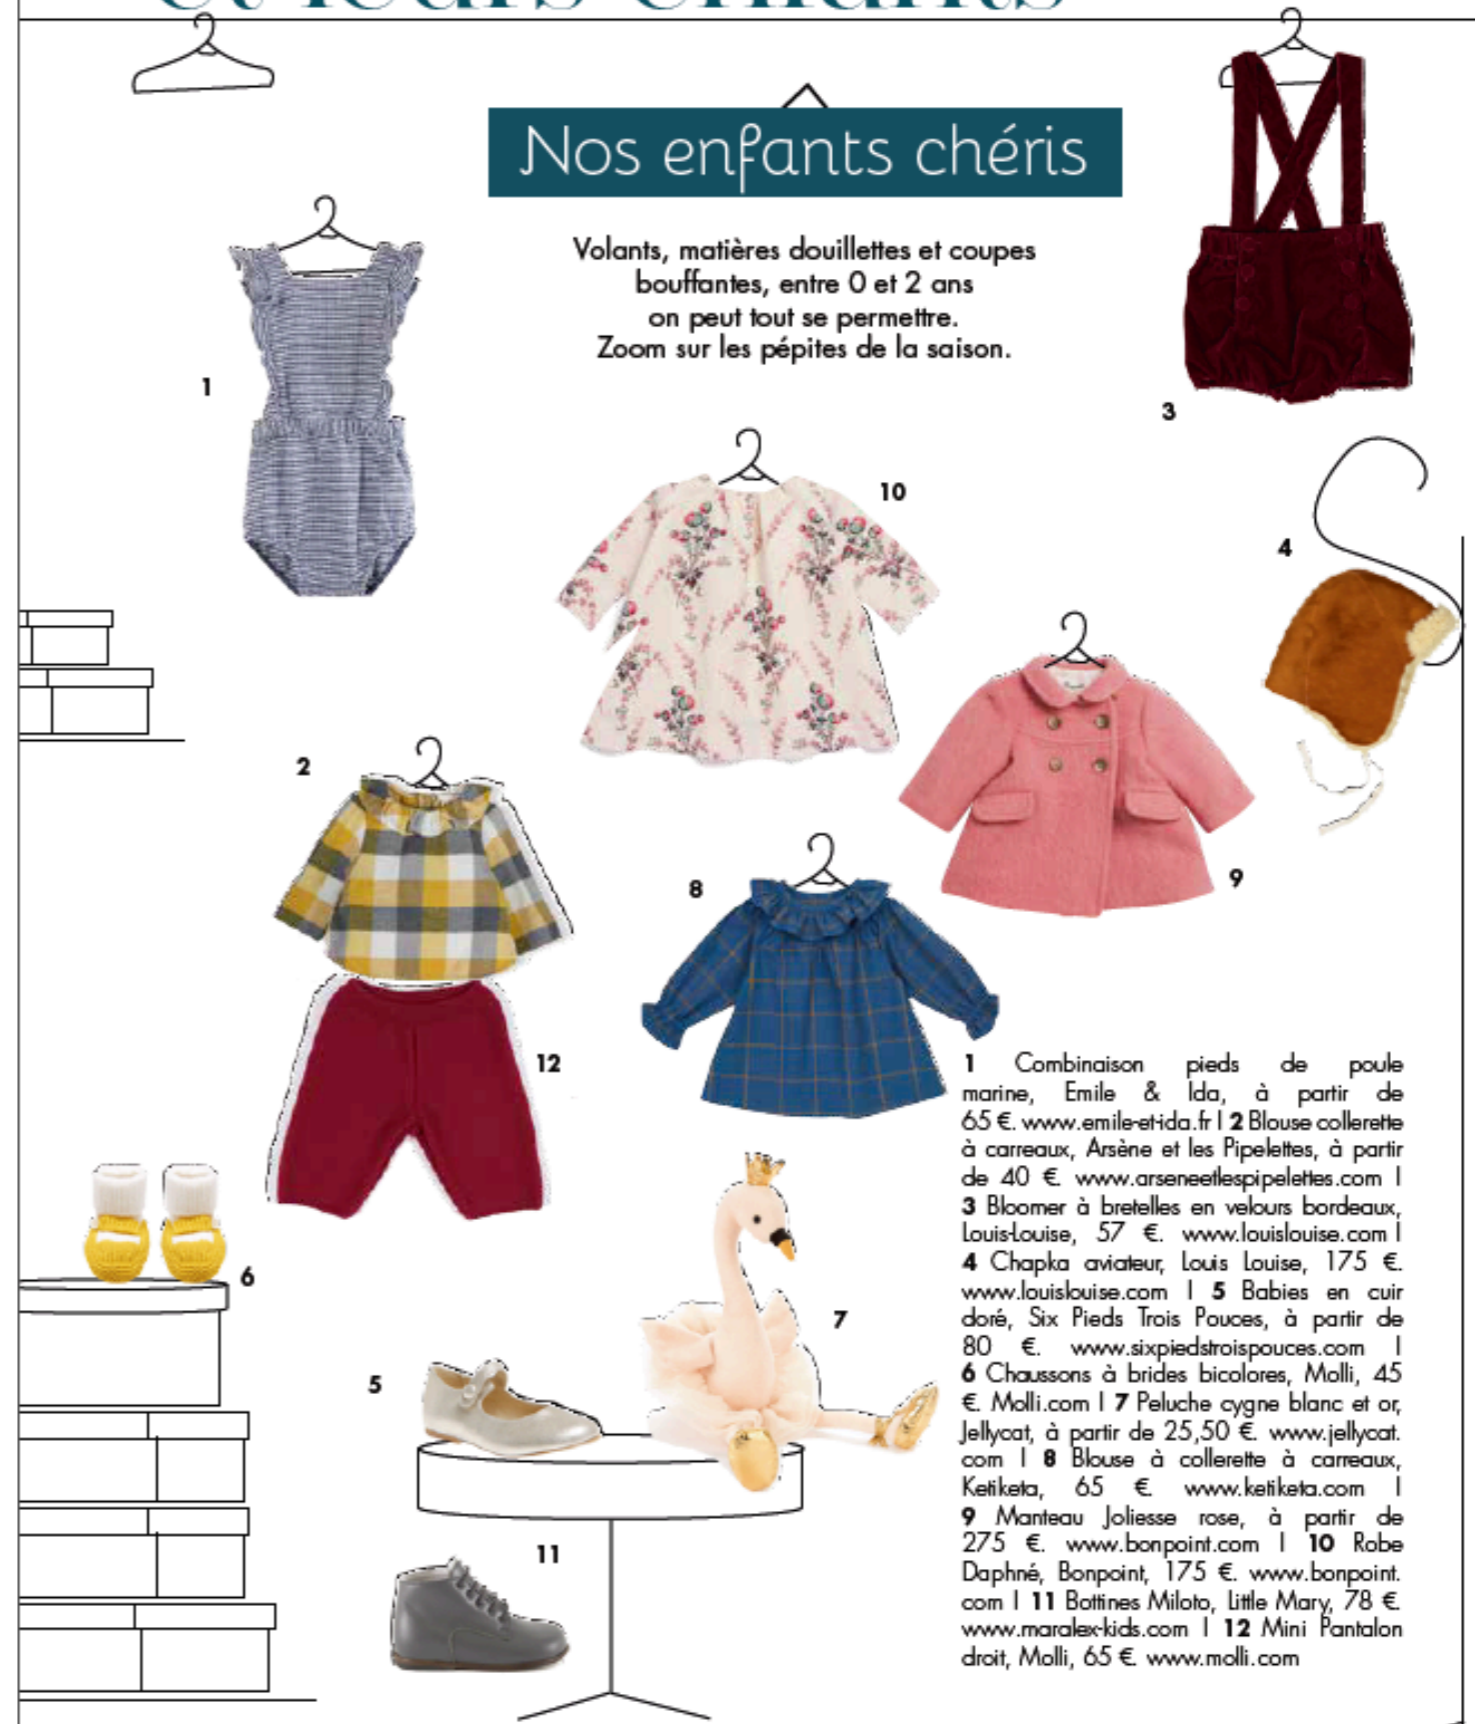 et leurs enfants
Nos enfants chéris
Volants, matières douillettes et coupes
bouffantes, entre 0 et 2 ans
on peut tout se permettre.
Zoom sur les pépites de la saison.
1
3
10
4
2
9
8
12
6
7
5
11
1 Combinaison pieds de poule
marine, Emile & Ida, à partir de
65 €. www.emile-et-ida.fr I 2 Blouse collerette
à carreaux, Arsène et les Pipelettes, à partir
de 40 €. www.arseneetlespipelettes.com I
3 Bloomer à bretelles en velours bordeaux,
Louis-Louise, 57 €. www.louislouise.com I
4 Chapka aviateur, Louis Louise, 175 €.
www.louislouise.com I 5 Babies en cuir
doré, Six Pieds Trois Pouces, à partir de
80 €. www.sixpiedstroispouces.com I
6 Chaussons à brides bicolores, Molli, 45
€. Molli.com I 7 Peluche cygne blanc et or,
Jellycat, à partir de 25,50 €. www.jellycat.
com I 8 Blouse à collerette à carreaux,
Ketiketa, 65 €. www.ketiketa.com I
9 Manteau Joliesse rose, à partir de
275 €. www.bonpoint.com I 10 Robe
Daphné, Bonpoint, 175 €. www.bonpoint.
com I 11 Bottines Miloto, Little Mary, 78 €.
www.maralex-kids.com I 12 Mini Pantalon
droit, Molli, 65 €. www.molli.com